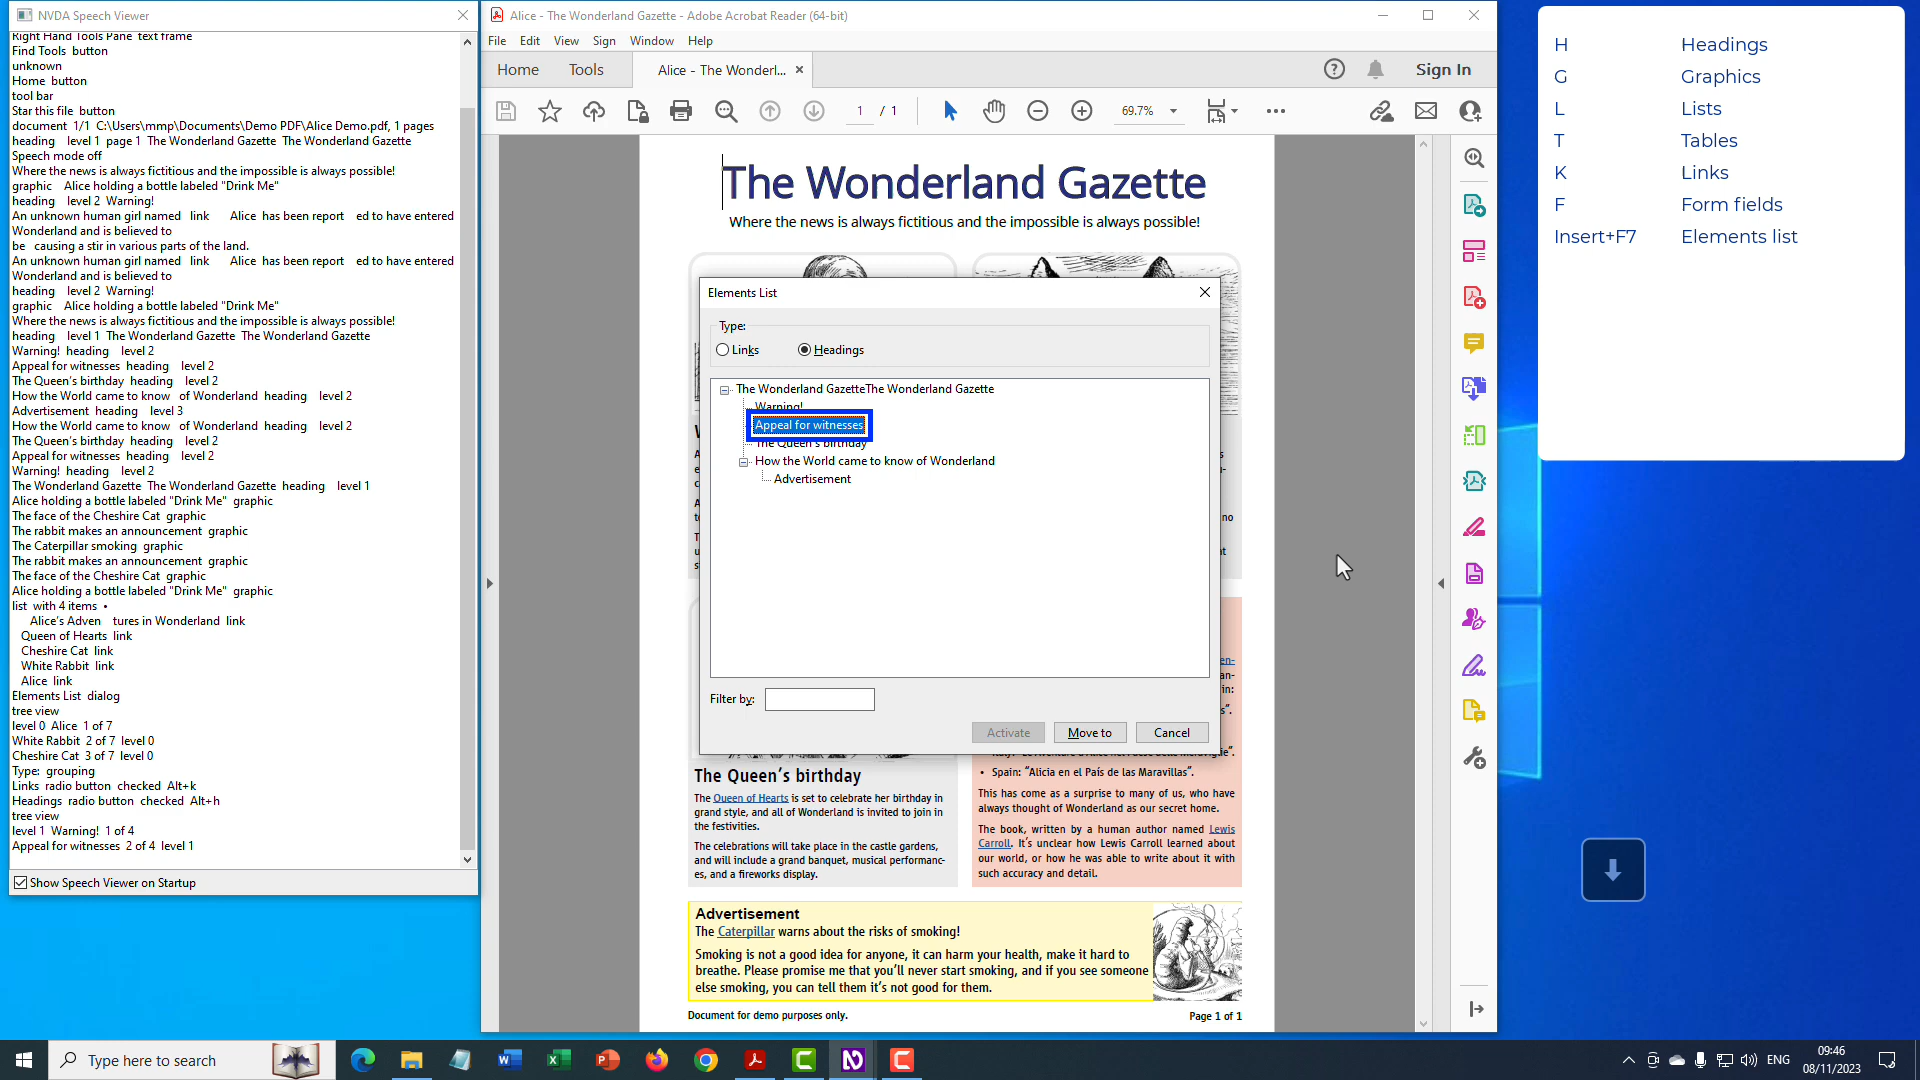 NVDA Speech Viewer
Right Hand Tools Pane  text frame
Find Tools  button
unknown
Home  button
tool bar
Star this file  button
document  1/1  C:\Users\mmp\Documents\Demo PDF\Alice Demo.pdf, 1 pages
heading    level 1  page 1  The Wonderland Gazette  The Wonderland Gazette
Speech mode off
Where the news is always fictitious and the impossible is always possible!
graphic    Alice holding a bottle labeled "Drink Me"
heading    level 2  Warning!
An unknown human girl named   link      Alice  has been report    ed to have entered
Wonderland and is believed to
be   causing a stir in various parts of the land.
An unknown human girl named   link      Alice  has been report    ed to have entered
Wonderland and is believed to
heading    level 2  Warning!
graphic    Alice holding a bottle labeled "Drink Me"
Where the news is always fictitious and the impossible is always possible!
heading    level 1  The Wonderland Gazette  The Wonderland Gazette
Warning!  heading    level 2
Appeal for witnesses  heading    level 2
The Queen's birthday  heading    level 2
How the World came to know   of Wonderland  heading    level 2
Advertisement  heading    level 3
How the World came to know   of Wonderland  heading    level 2
The Queen's birthday  heading    level 2
Appeal for witnesses  heading    level 2
Warning!  heading    level 2
The Wonderland Gazette  The Wonderland Gazette  heading    level 1
Alice holding a bottle labeled "Drink Me"  graphic
The face of the Cheshire Cat  graphic
The rabbit makes an announcement  graphic
The Caterpillar smoking  graphic
The rabbit makes an announcement  graphic
The face of the Cheshire Cat  graphic
Alice holding a bottle labeled "Drink Me"  graphic
list  with 4 items  •
Alice's Adven    tures in Wonderland  link
Queen of Hearts  link
Cheshire Cat  link
White Rabbit  link
Alice  link
Elements List  dialog
tree view
level 0  Alice  1 of 7
White Rabbit  2 of 7  level 0
Cheshire Cat  3 of 7  level 0
Type:  grouping
Links  radio button  checked  Alt+k
Headings  radio button  checked  Alt+h
tree view
level 1  Warning!  1 of 4
Appeal for witnesses  2 of 4  level 1
Show Speech Viewer on Startup
Alice - The Wonderland Gazette - Adobe Acrobat Reader (64-bit)
File  Edit  View  Sign  Window  Help
Home  Tools  Alice - The Wonderl...  Sign In
1  / 1  69.7%
The Wonderland Gazette
Where the news is always fictitious and the impossible is always possible!
Elements List
Type:
Links  Headings
The Wonderland GazetteThe Wonderland Gazette
Warning!
Appeal for witnesses
The Queen's birthday
How the World came to know of Wonderland
Advertisement
Filter by:
Activate  Move to  Cancel
The Queen's birthday
The Queen of Hearts is set to celebrate her birthday in
grand style, and all of Wonderland is invited to join in
the festivities.
The celebrations will take place in the castle gardens,
and will include a grand banquet, musical performanc-
es, and a fireworks display.
• Spain: "Alicia en el País de las Maravillas".
This has come as a surprise to many of us, who have
always thought of Wonderland as our secret home.
The book, written by a human author named Lewis
Carroll. It's unclear how Lewis Carroll learned about
our world, or how he was able to write about it with
such accuracy and detail.
Advertisement
The Caterpillar warns about the risks of smoking!
Smoking is not a good idea for anyone, it can harm your health, make it hard to
breathe. Please promise me that you'll never start smoking, and if you see someone
else smoking, you can tell them it's not good for them.
Document for demo purposes only.
Page 1 of 1
H  Headings
G  Graphics
L  Lists
T  Tables
K  Links
F  Form fields
Insert+F7  Elements list
Type here to search
ENG
09:46
08/11/2023